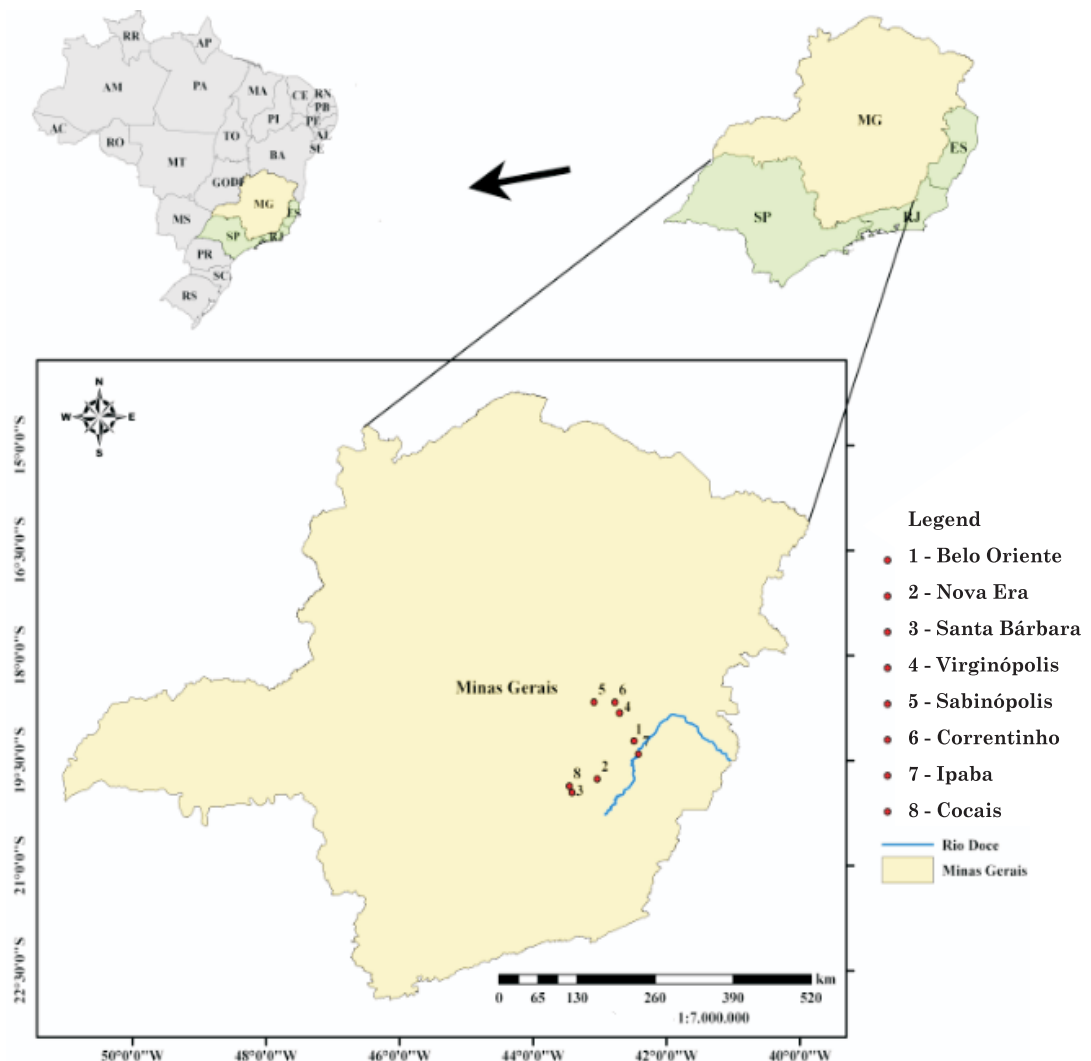 RR
AP
AM
PA
MA
CE
RN
PB
PE
AL
SE
PI
AC
RO
TO
BA
MT
GO
MG
ES
MS
SP
RJ
PR
SC
RS
MG
ES
SP
RJ
N
W
E
S
15°0'0"S
16°30'0"S
18°0'0"S
19°30'0"S
21°0'0"S
22°30'0"S
Minas Gerais
5
6
4
1
7
2
8
3
km
0 65 130 260 390 520
1:7.000.000
50°0'0"W 48°0'0"W 46°0'0"W 44°0'0"W 42°0'0"W 40°0'0"W
Legend
1 - Belo Oriente
2 - Nova Era
3 - Santa Bárbara
4 - Virginópolis
5 - Sabinópolis
6 - Correntinho
7 - Ipaba
8 - Cocais
Rio Doce
Minas Gerais